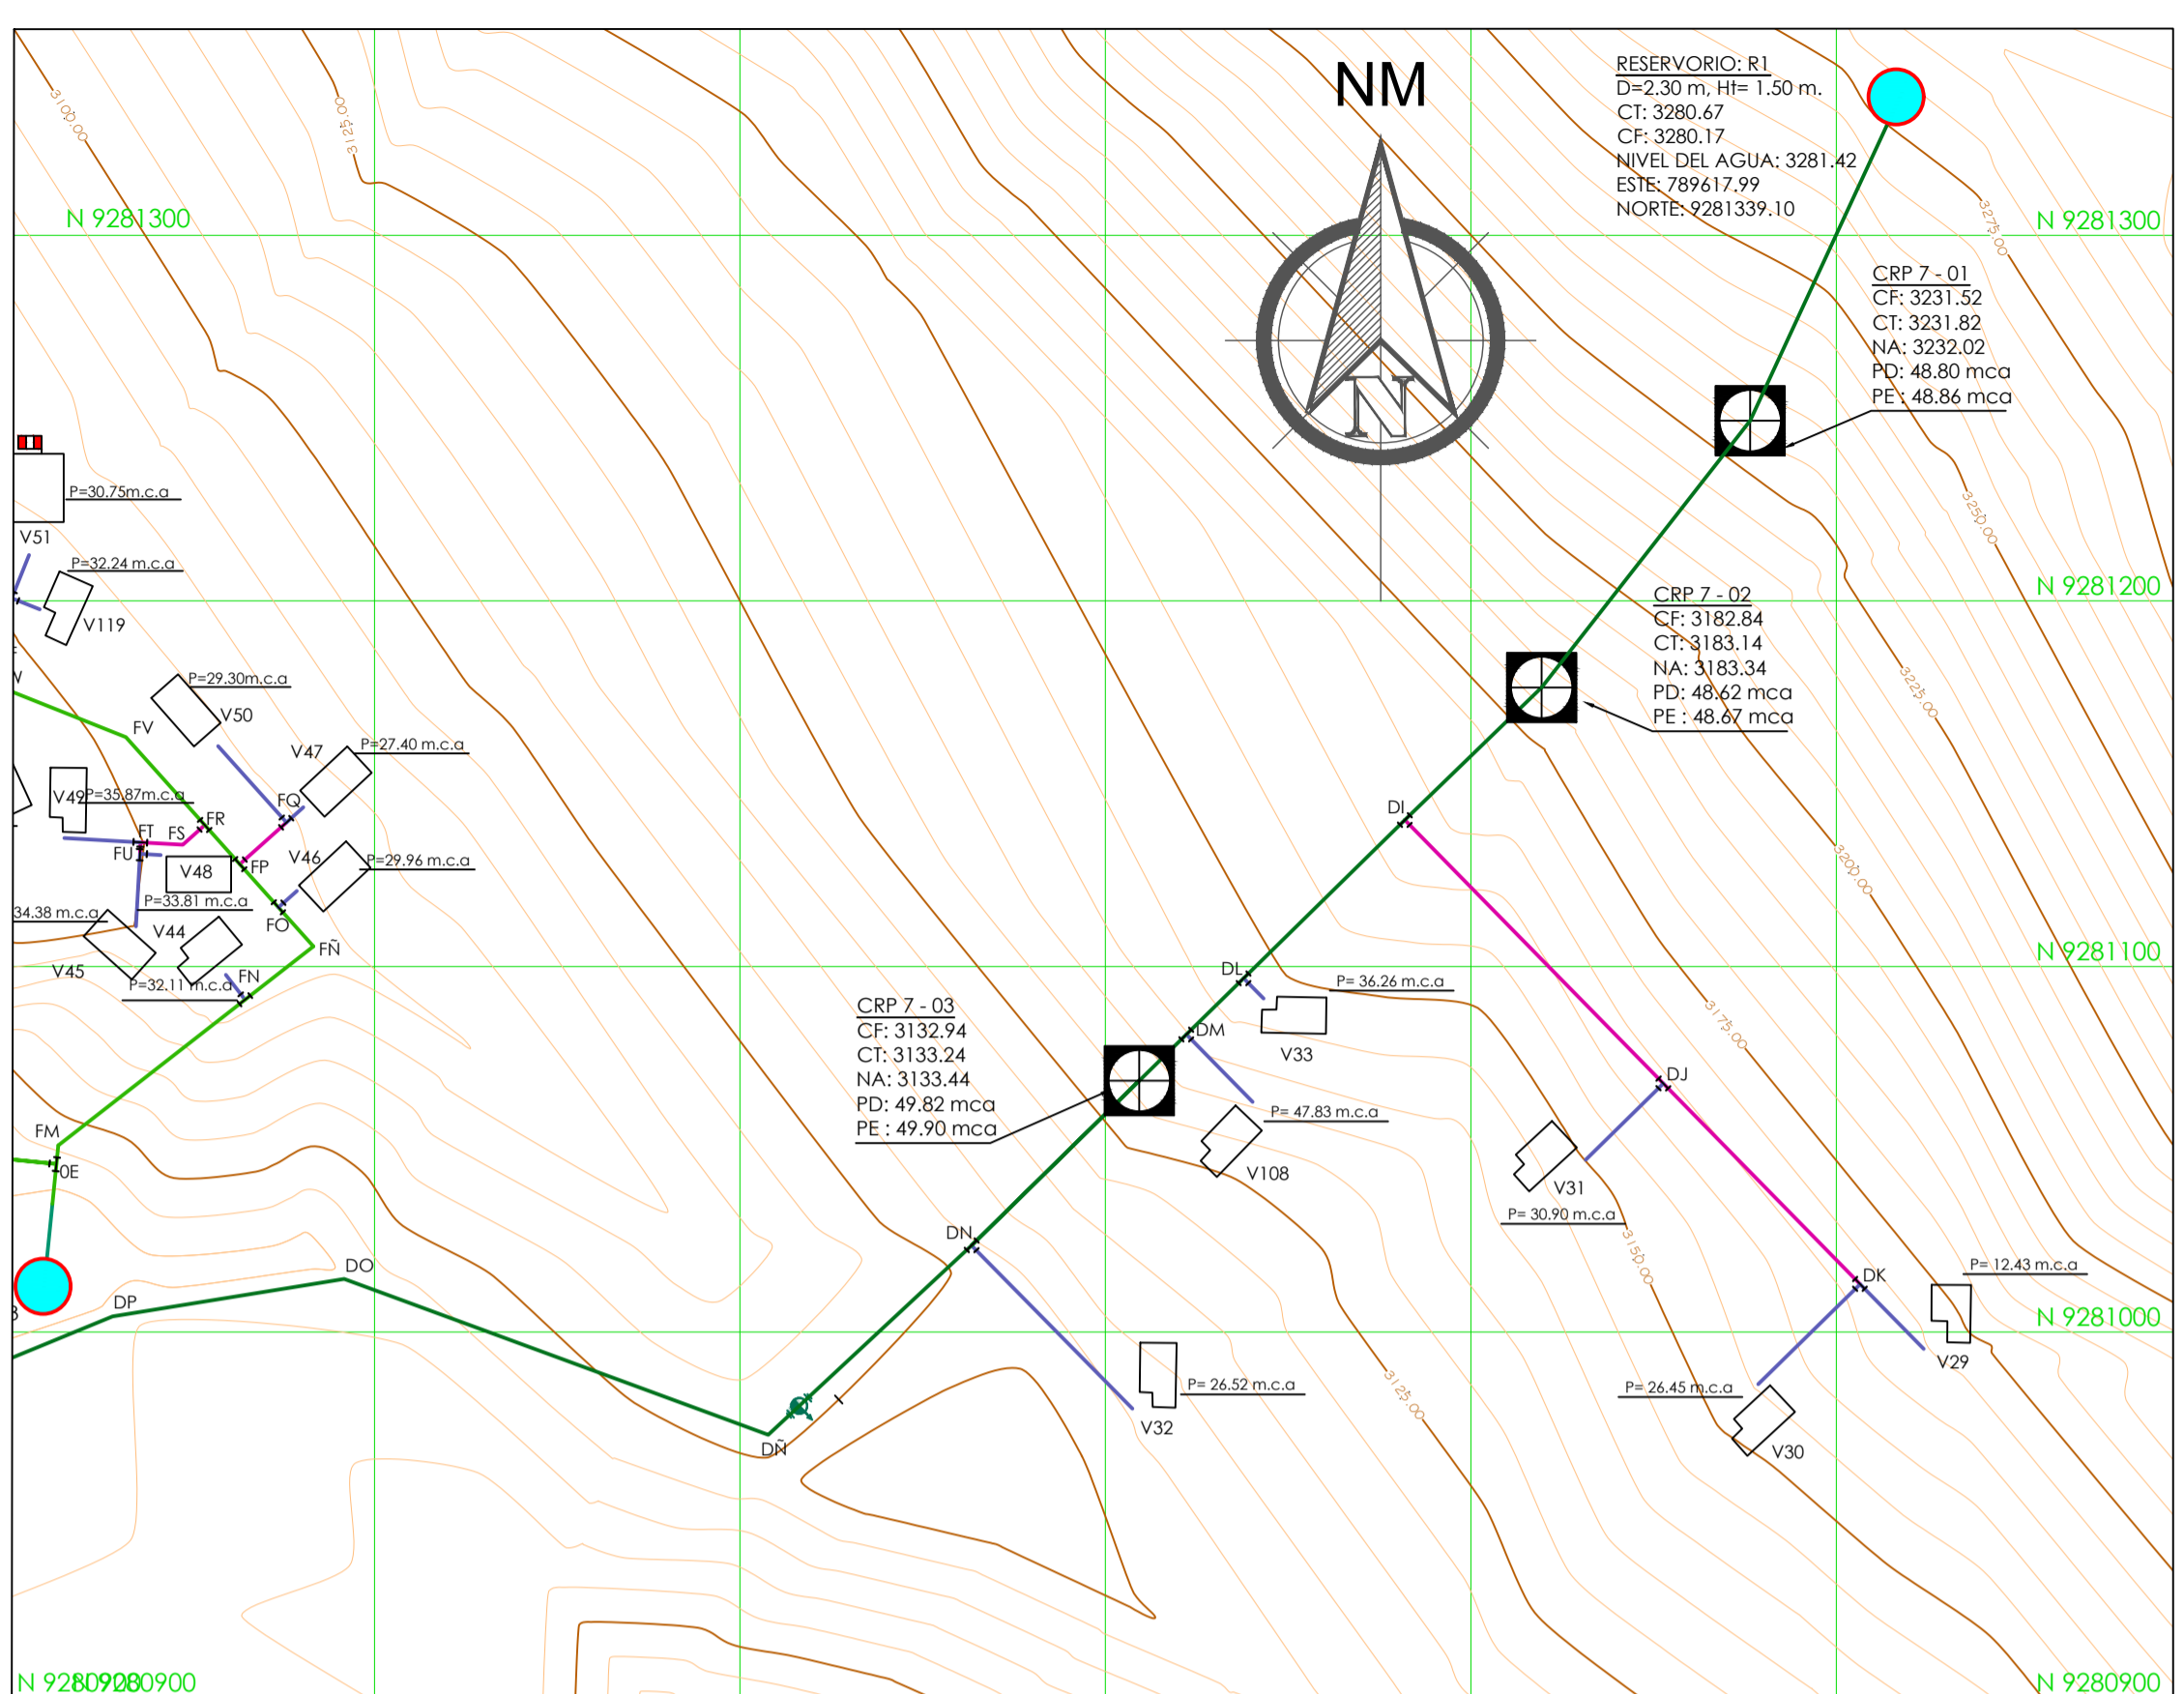 NM
RESERVORIO: R1
D=2.30 m, Ht= 1.50 m.
CT: 3280.67
CF: 3280.17
NIVEL DEL AGUA: 3281.42
ESTE: 789617.99
NORTE: 9281339.10
3100.00
3125.00
N 9281300
N 9281300
3275.00
CRP 7 - 01
CF: 3231.52
CT: 3231.82
NA: 3232.02
PD: 48.80 mca
PE : 48.86 mca
N
P=30.75m.c.a
V51
P=32.24 m.c.a
V119
3250.00
N 9281200
CRP 7 - 02
CF: 3182.84
CT: 3183.14
NA: 3183.34
PD: 48.62 mca
PE : 48.67 mca
3225.00
P=29.30m.c.a
V50
FV
V47
P=27.40 m.c.a
V49
P=35.87m.c.a
FQ
FR
FT
FS
FU
V48
FP
V46
P=29.96 m.c.a
DI
3200.00
P=33.81 m.c.a
34.38 m.c.a
V44
FO
FÑ
V45
FN
P=32.11 m.c.a
N 9281100
DL
P= 36.26 m.c.a
CRP 7 - 03
CF: 3132.94
CT: 3133.24
NA: 3133.44
PD: 49.82 mca
PE : 49.90 mca
DM
V33
3175.00
DJ
P= 47.83 m.c.a
V108
FM
0E
V31
P= 30.90 m.c.a
3150.00
DN
DO
DP
DK
P= 12.43 m.c.a
N 9281000
V29
P= 26.52 m.c.a
V32
3125.00
P= 26.45 m.c.a
V30
DÑ
N 9280900
N 9280900
N 9280900